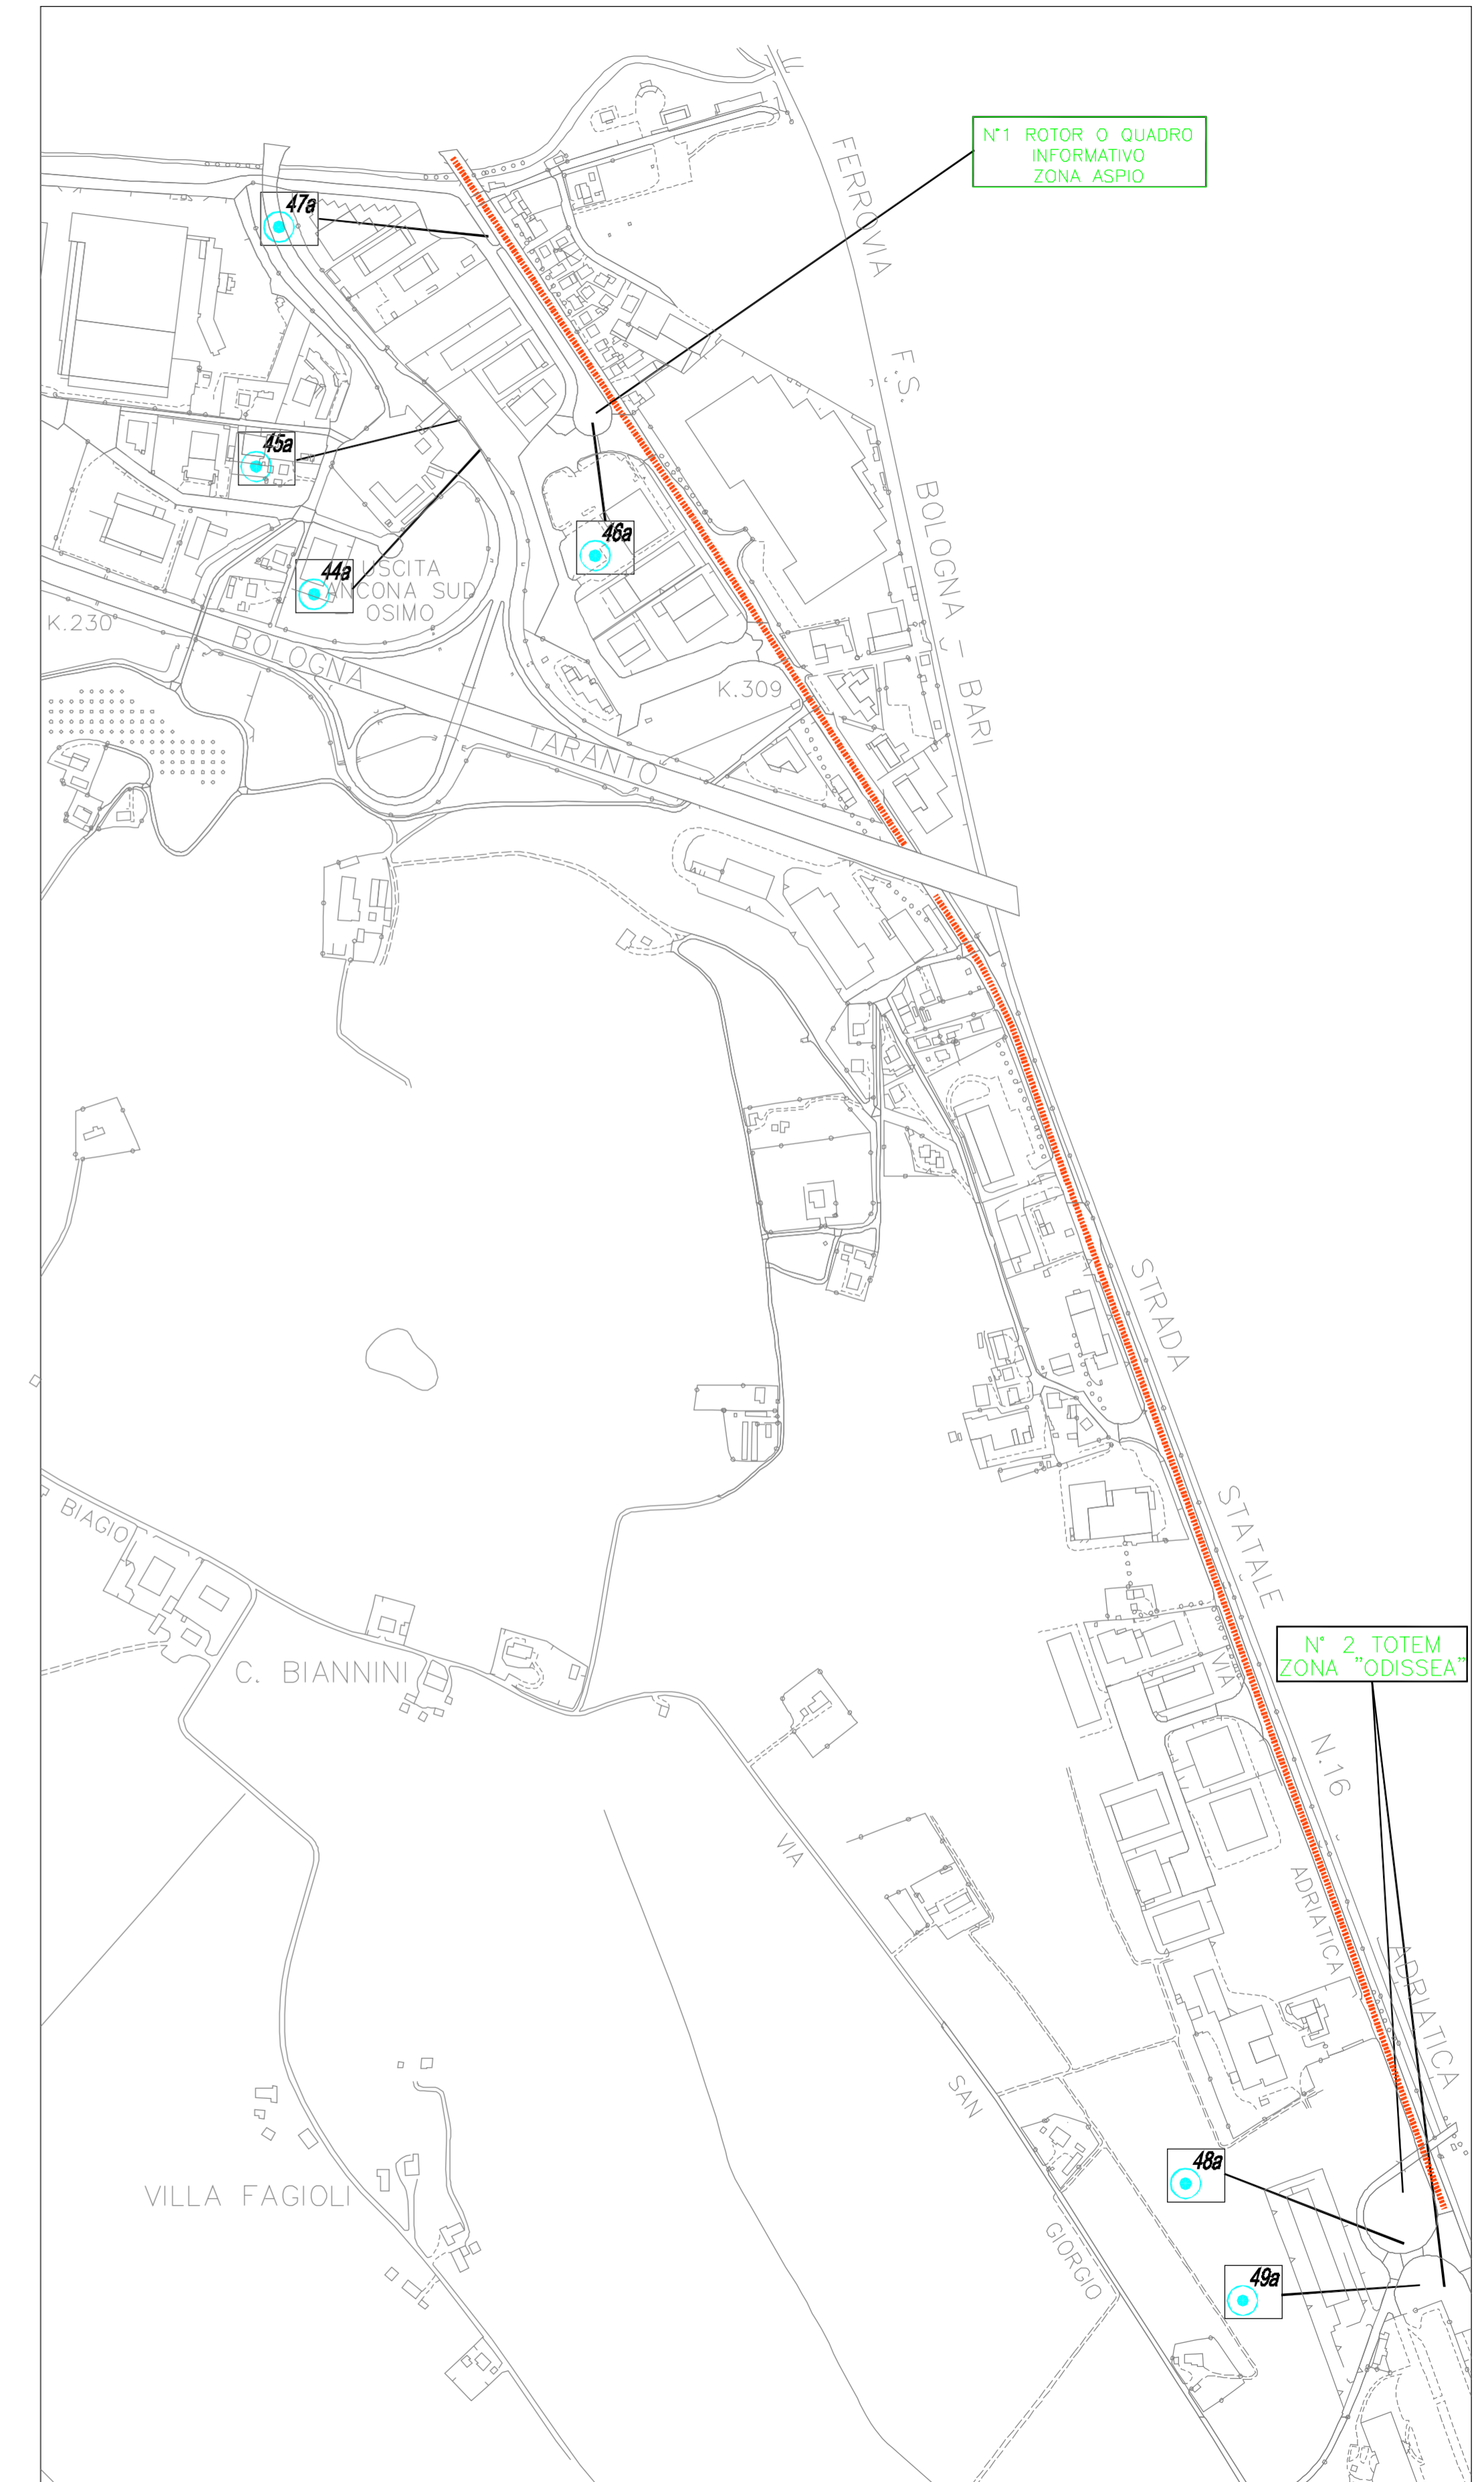 N°1 ROTOR O QUADRO
INFORMATIVO
ZONA ASPIO
FERROVIA
47a
F.S.
45a
BOLOGNA - BARI
46a
44a
USCITA
ANCONA SUD
OSIMO
K.230
BOLOGNA
K.309
TARANTO
STRADA
STATALE
BIAGIO
N° 2 TOTEM
ZONA "ODISSEA"
C. BIANNINI
VIA
N.16
VIA
ADRIATICA
ADRIATICA
SAN
48a
VILLA FAGIOLI
GIORGIO
49a